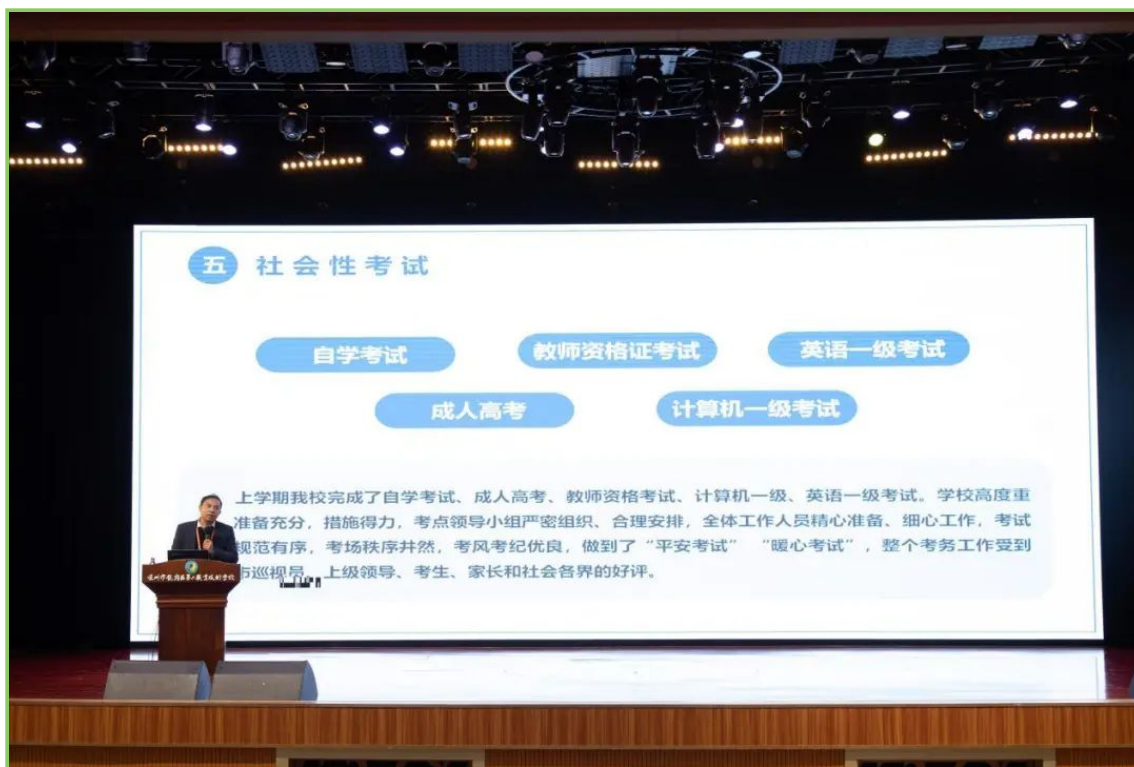 五 社会性考试
自学考试 教师资格证考试 英语一级考试
成人高考 计算机一级考试
上学期我校完成了自学考试、成人高考、教师资格考试、计算机一级、英语一级考试。学校高度重
准备充分，措施得力，考点领导小组严密组织、合理安排，全体工作人员精心准备、细心工作，考试
规范有序，考场秩序井然，考风考纪优良，做到了“平安考试” “暖心考试”，整个考务工作受到
市巡视员、上级领导、考生、家长和社会各界的好评。